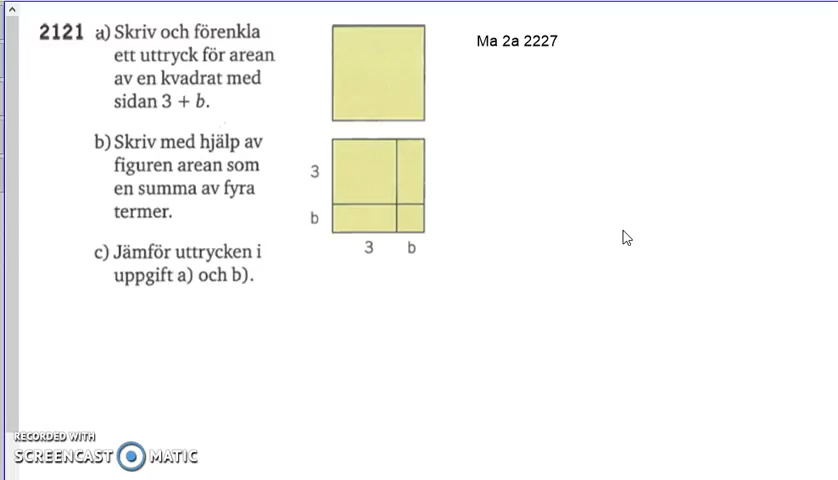 2121 a) Skriv och förenkla
ett uttryck för arean
av en kvadrat med
sidan 3 + b.
b) Skriv med hjälp av
figuren arean som
en summa av fyra
termer.
c) Jämför uttrycken i
uppgift a) och b).
3
b
3 b
Ma 2a 2227
RECORDED WITH
SCREENCAST MATIC